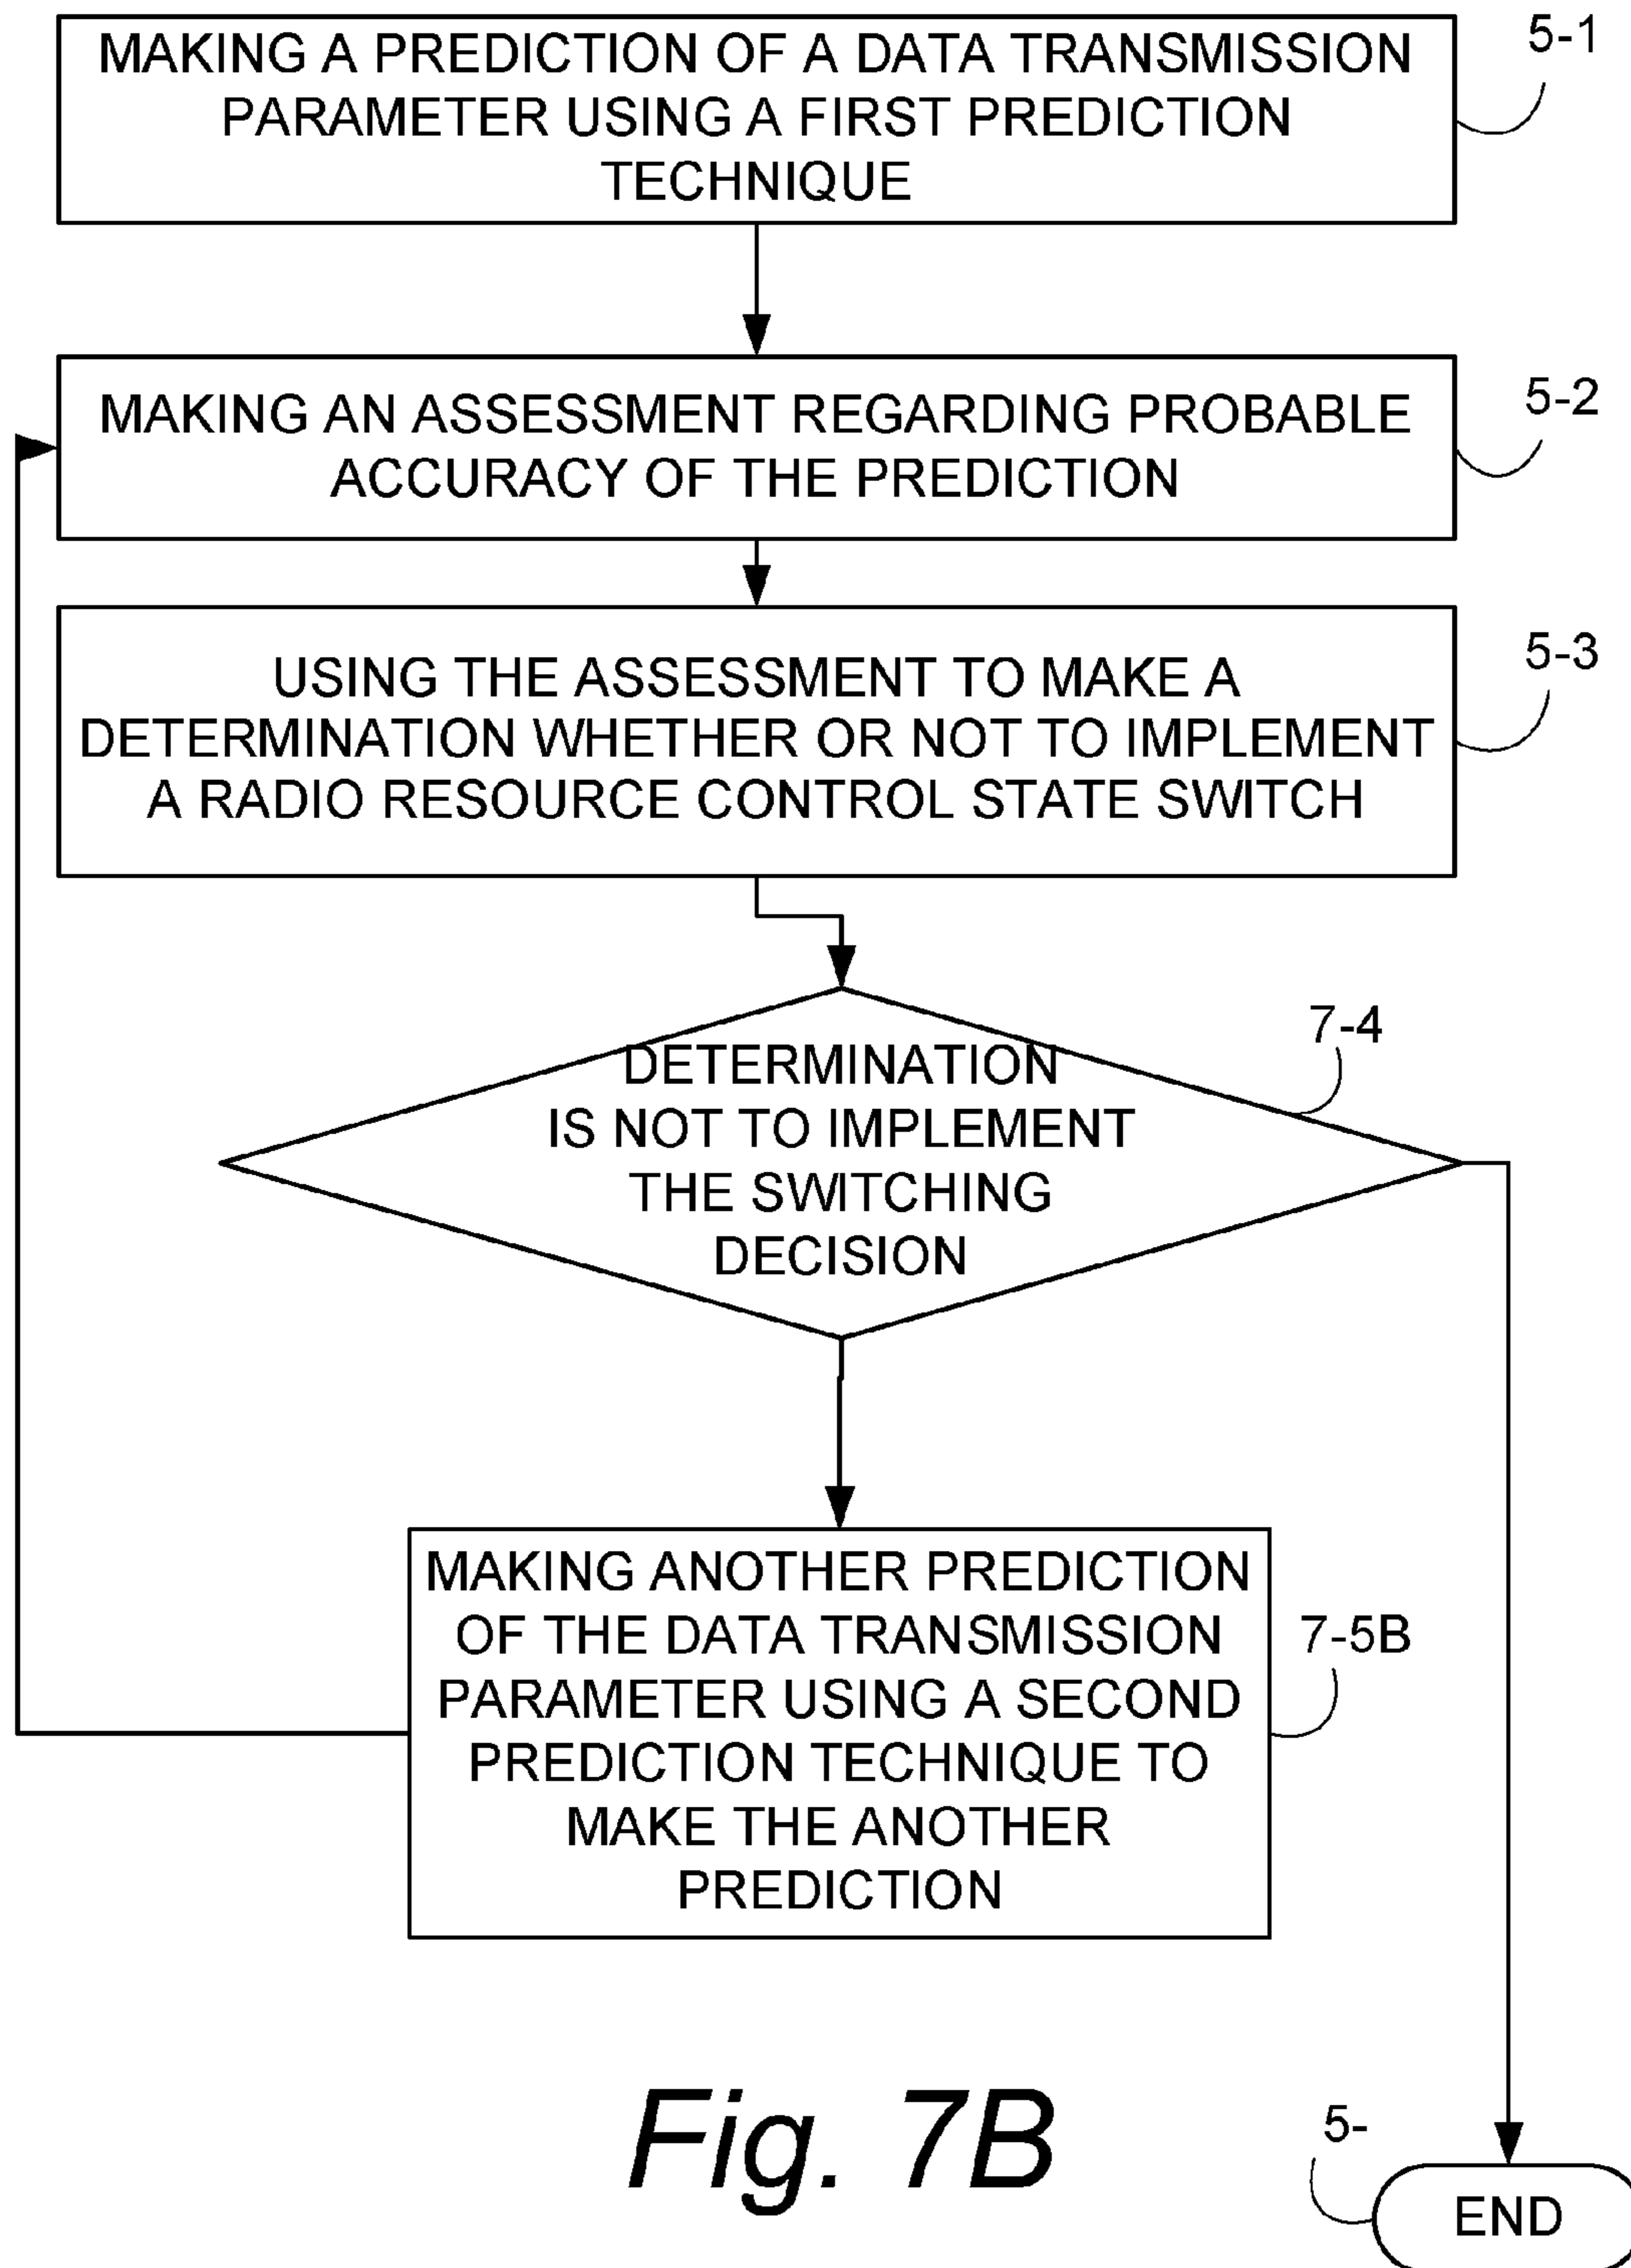 MAKING A PREDICTION OF A DATA TRANSMISSION
PARAMETER USING A FIRST PREDICTION
TECHNIQUE
5-1
MAKING AN ASSESSMENT REGARDING PROBABLE
ACCURACY OF THE PREDICTION
5-2
USING THE ASSESSMENT TO MAKE A
DETERMINATION WHETHER OR NOT TO IMPLEMENT
A RADIO RESOURCE CONTROL STATE SWITCH
5-3
DETERMINATION
IS NOT TO IMPLEMENT
THE SWITCHING
DECISION
7-4
MAKING ANOTHER PREDICTION
OF THE DATA TRANSMISSION
PARAMETER USING A SECOND
PREDICTION TECHNIQUE TO
MAKE THE ANOTHER
PREDICTION
7-5B
5-
END
Fig. 7B